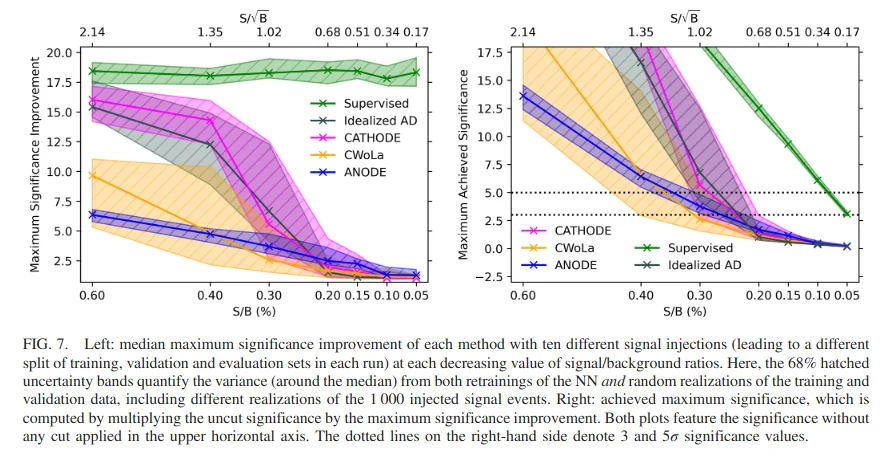 S/√B
2.14 1.35 1.02 0.68 0.51 0.34 0.17
20.0
17.5
15.0
12.5
10.0
7.5
5.0
2.5
Maximum Significance Improvement
Supervised
Idealized AD
CATHODE
CWoLa
ANODE
0.60 0.40 0.30 0.20 0.15 0.10 0.05
S/B (%)
S/√B
2.14 1.35 1.02 0.68 0.51 0.34 0.17
17.5
15.0
12.5
10.0
7.5
5.0
2.5
0.0
−2.5
Maximum Achieved Significance
CATHODE
CWoLa
ANODE
Supervised
Idealized AD
0.60 0.40 0.30 0.20 0.15 0.10 0.05
S/B (%)
FIG. 7. Left: median maximum significance improvement of each method with ten different signal injections (leading to a different
split of training, validation and evaluation sets in each run) at each decreasing value of signal/background ratios. Here, the 68% hatched
uncertainty bands quantify the variance (around the median) from both retrainings of the NN and random realizations of the training and
validation data, including different realizations of the 1 000 injected signal events. Right: achieved maximum significance, which is
computed by multiplying the uncut significance by the maximum significance improvement. Both plots feature the significance without
any cut applied in the upper horizontal axis. The dotted lines on the right-hand side denote 3 and 5σ significance values.